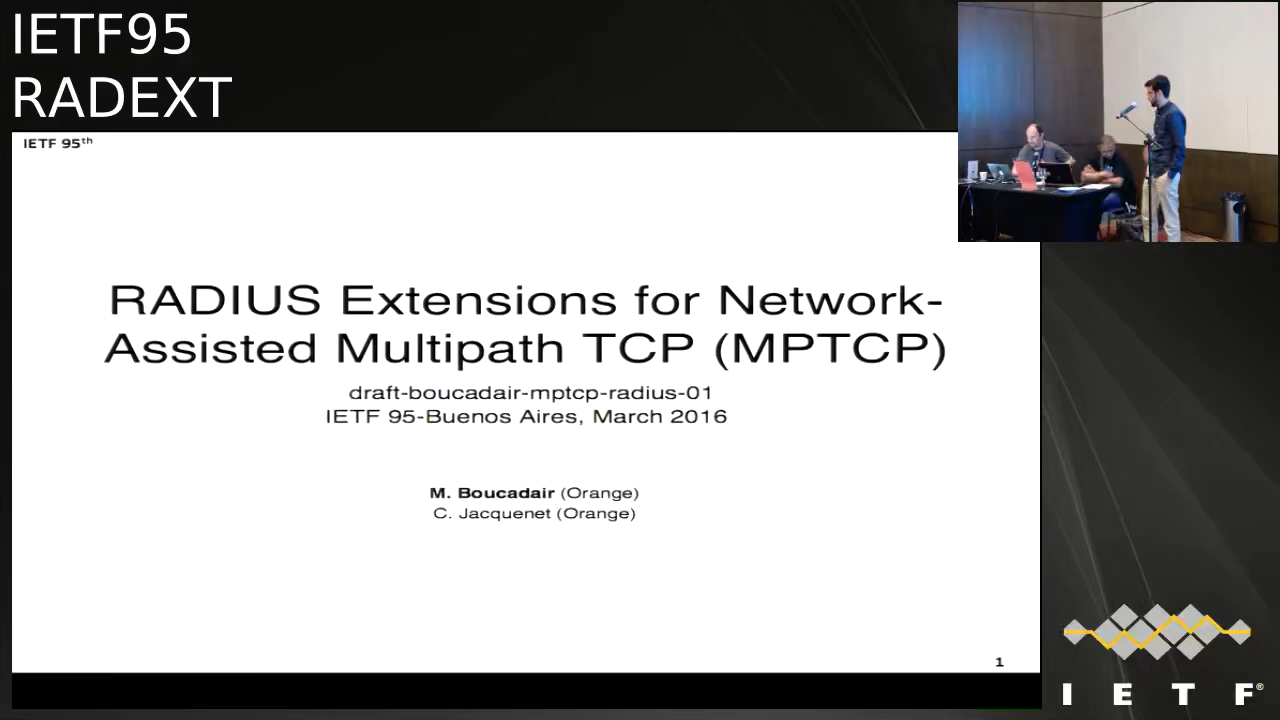 IETF95
RADEXT
IETF 95th
RADIUS Extensions for Network-
Assisted Multipath TCP (MPTCP)
draft-boucadair-mptcp-radius-01
IETF 95-Buenos Aires, March 2016
M. Boucadair (Orange)
C. Jacquenet (Orange)
1
I E T F®